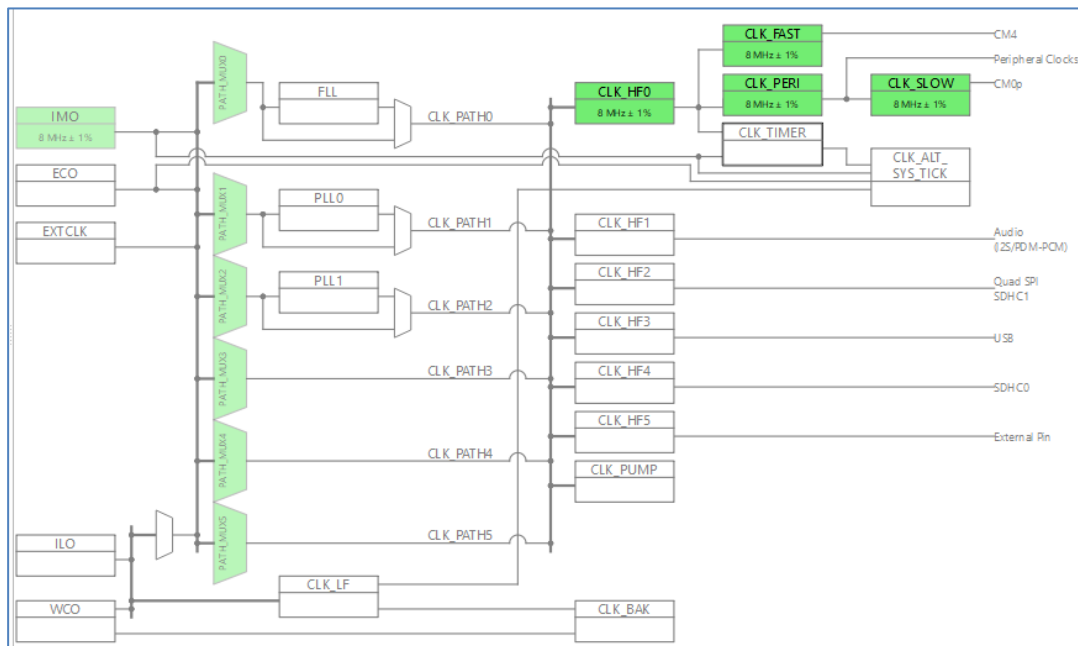 CLK_FAST
8 MHz ± 1%
CM4
Peripheral Clocks
PATH_MUX0
FLL
CLK_HF0
8 MHz ± 1%
CLK_PERI
8 MHz ± 1%
CLK_SLOW
8 MHz ± 1%
CM0p
IMO
8 MHz ± 1%
CLK_PATH0
CLK_TIMER
ECO
CLK_ALT_
SYS_TICK
PATH_MUX1
PLL0
EXTCLK
CLK_PATH1
CLK_HF1
Audio
(I2S/PDM-PCM)
PATH_MUX2
PLL1
CLK_PATH2
CLK_HF2
Quad SPI
SDHC1
CLK_HF3
USB
PATH_MUX3
CLK_PATH3
CLK_HF4
SDHC0
CLK_HF5
External Pin
PATH_MUX4
CLK_PATH4
CLK_PUMP
PATH_MUX5
CLK_PATH5
ILO
CLK_LF
WCO
CLK_BAK